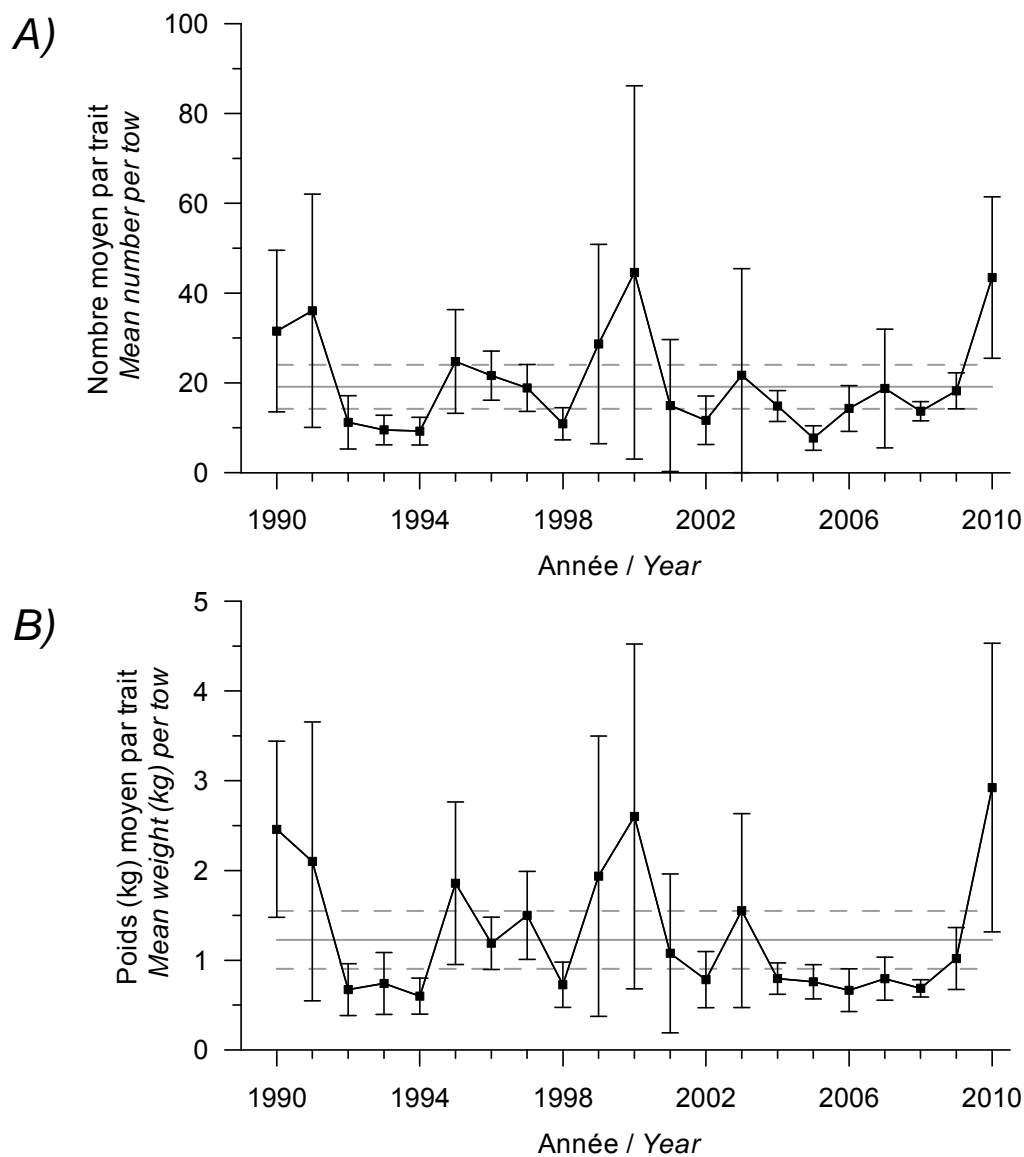 A)
Nombre moyen par trait
Mean number per tow
100
80
60
40
20
0
1990 1994 1998 2002 2006 2010
Année / Year
B)
Poids (kg) moyen par trait
Mean weight (kg) per tow
5
4
3
2
1
0
1990 1994 1998 2002 2006 2010
Année / Year